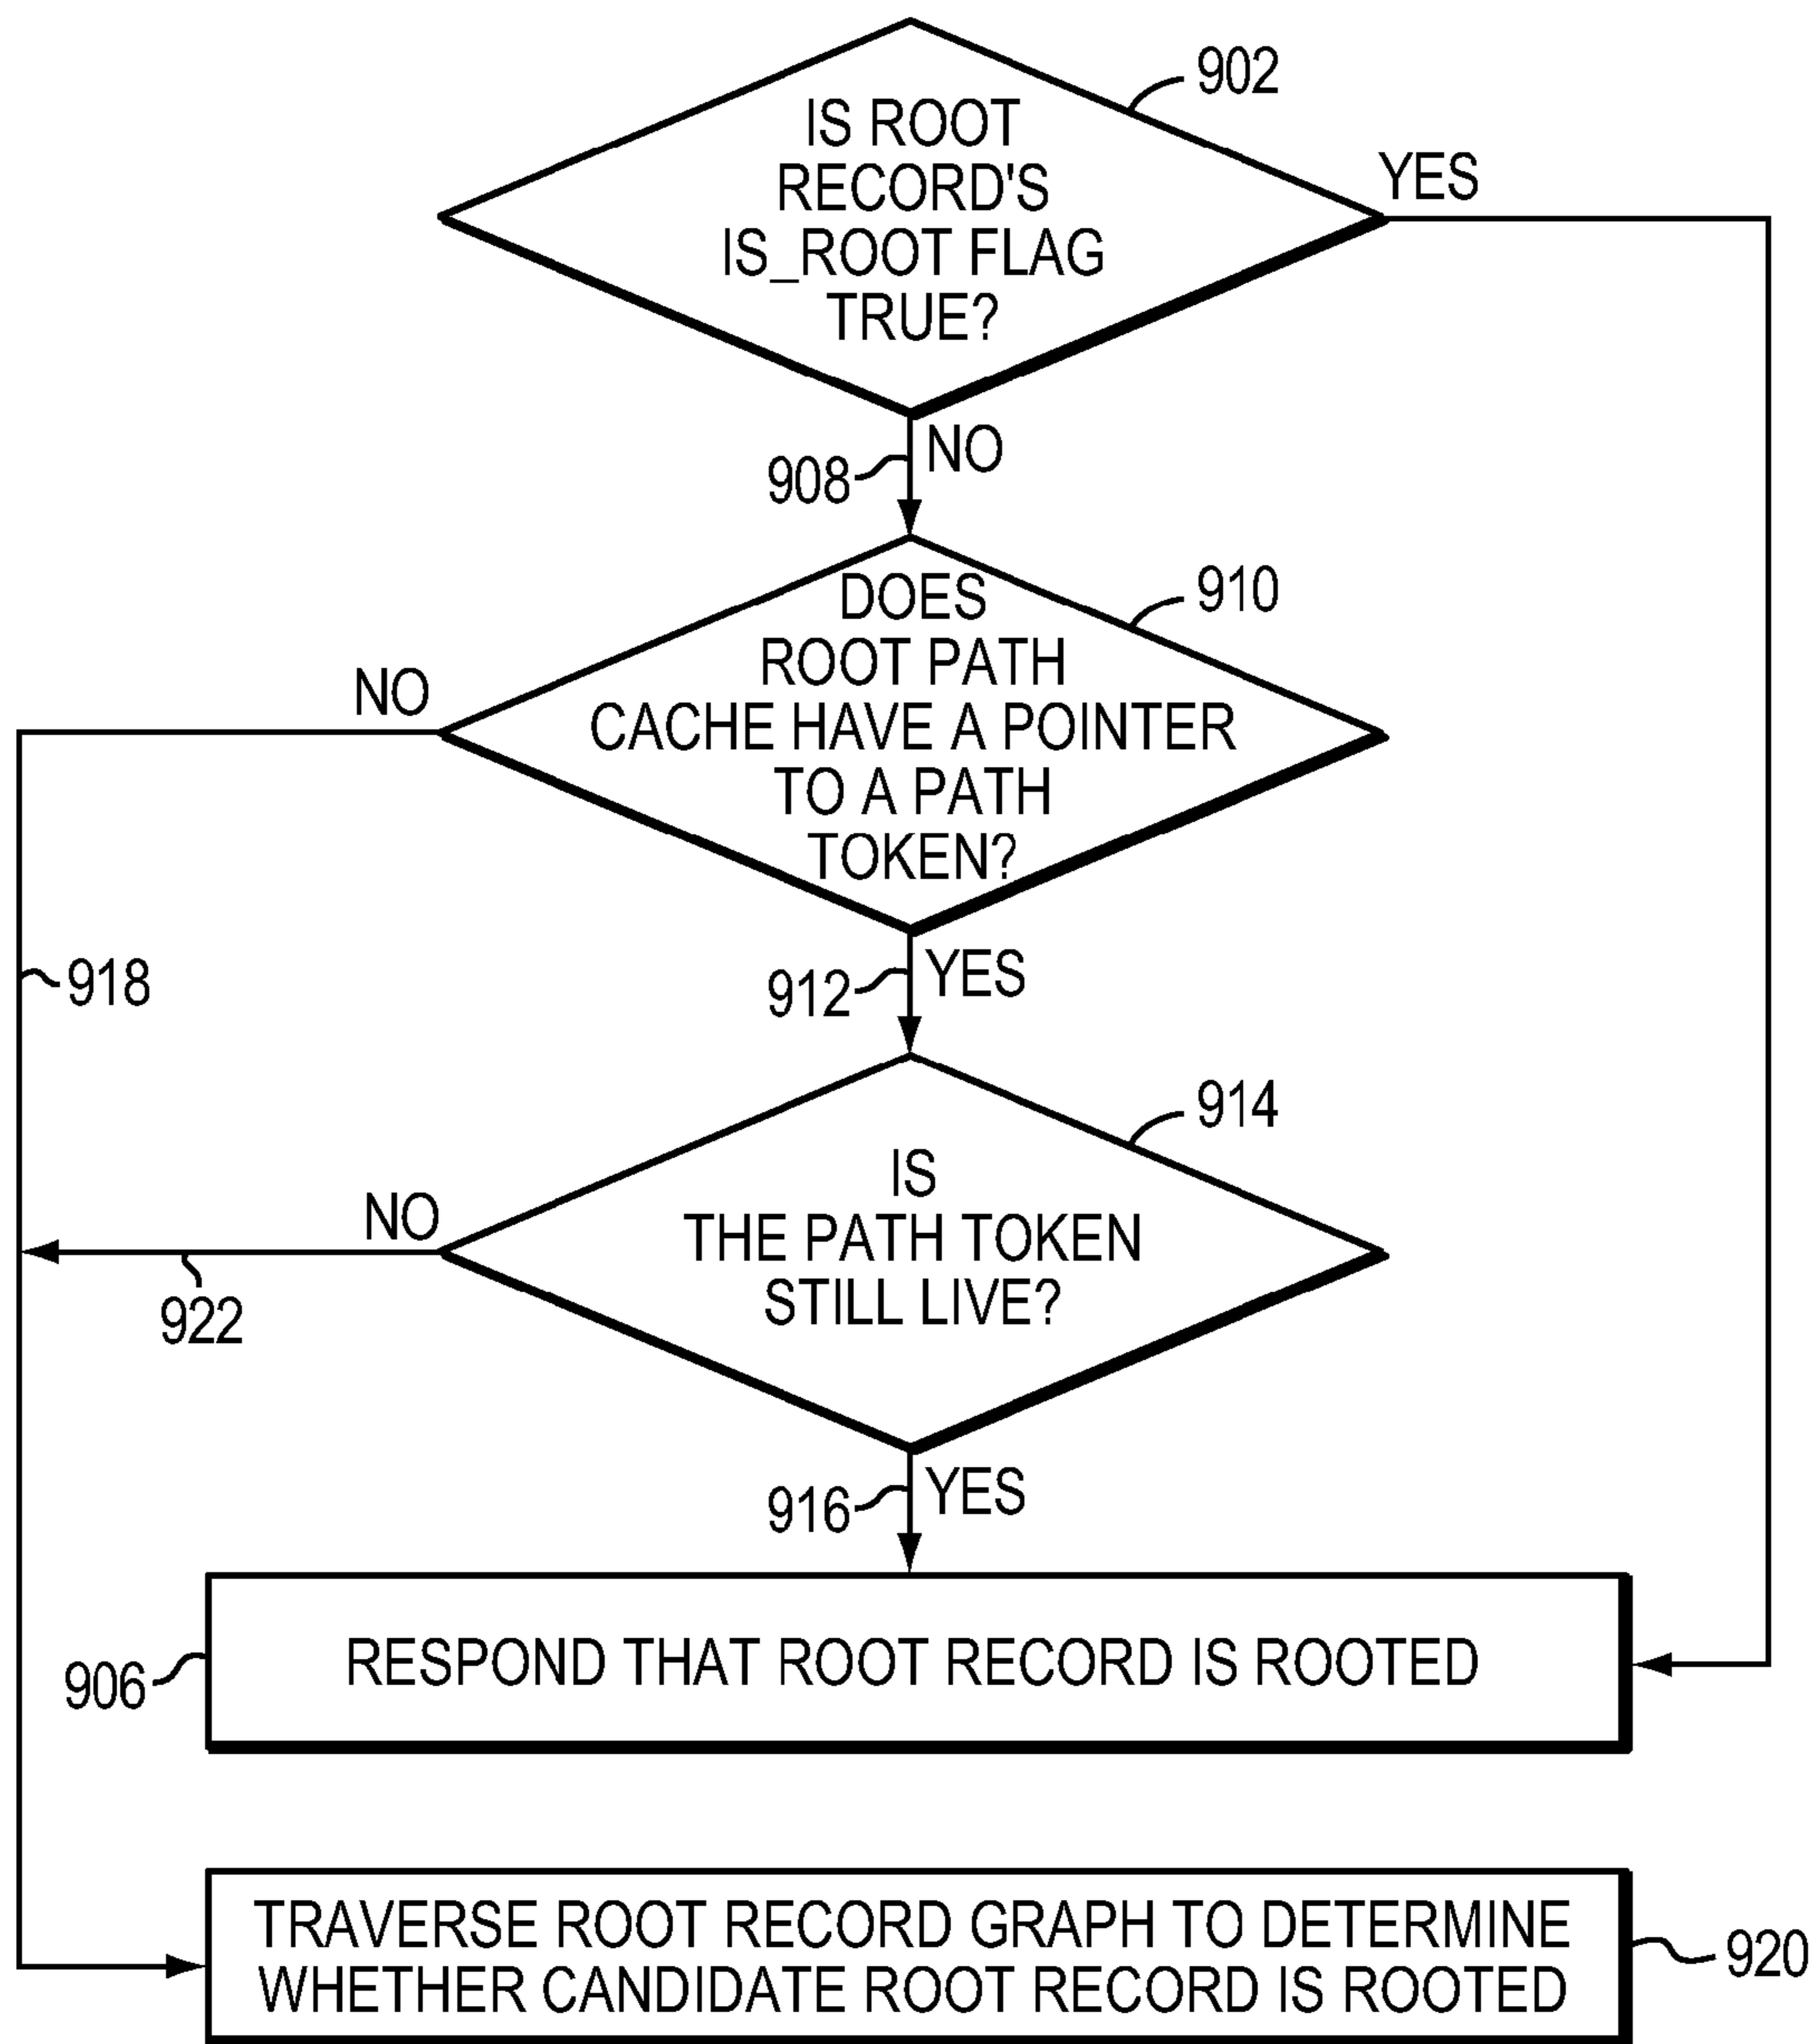 902
IS ROOT
RECORD'S
IS_ROOT FLAG
TRUE?
YES
NO
908
DOES
ROOT PATH
CACHE HAVE A POINTER
TO A PATH
TOKEN?
910
NO
918
YES
912
914
IS
THE PATH TOKEN
STILL LIVE?
NO
922
YES
916
RESPOND THAT ROOT RECORD IS ROOTED
906
TRAVERSE ROOT RECORD GRAPH TO DETERMINE
WHETHER CANDIDATE ROOT RECORD IS ROOTED
920